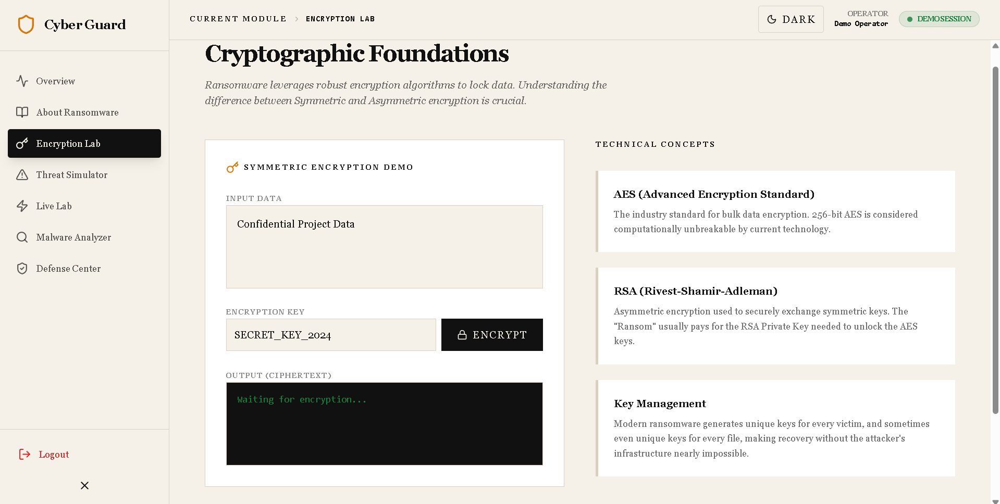 Cyber Guard
CURRENT MODULE
ENCRYPTION LAB
DARK
OPERATOR
Demo Operator
DEMO SESSION
Overview
About Ransomware
Encryption Lab
Threat Simulator
Live Lab
Malware Analyzer
Defense Center
Logout
Cryptographic Foundations
Ransomware leverages robust encryption algorithms to lock data. Understanding the
difference between Symmetric and Asymmetric encryption is crucial.
SYMMETRIC ENCRYPTION DEMO
INPUT DATA
Confidential Project Data
ENCRYPTION KEY
SECRET_KEY_2024
ENCRYPT
OUTPUT (CIPHERTEXT)
Waiting for encryption...
TECHNICAL CONCEPTS
AES (Advanced Encryption Standard)
The industry standard for bulk data encryption. 256-bit AES is considered
computationally unbreakable by current technology.
RSA (Rivest-Shamir-Adleman)
Asymmetric encryption used to securely exchange symmetric keys. The
"Ransom" usually pays for the RSA Private Key needed to unlock the AES
keys.
Key Management
Modern ransomware generates unique keys for every victim, and sometimes
even unique keys for every file, making recovery without the attacker's
infrastructure nearly impossible.